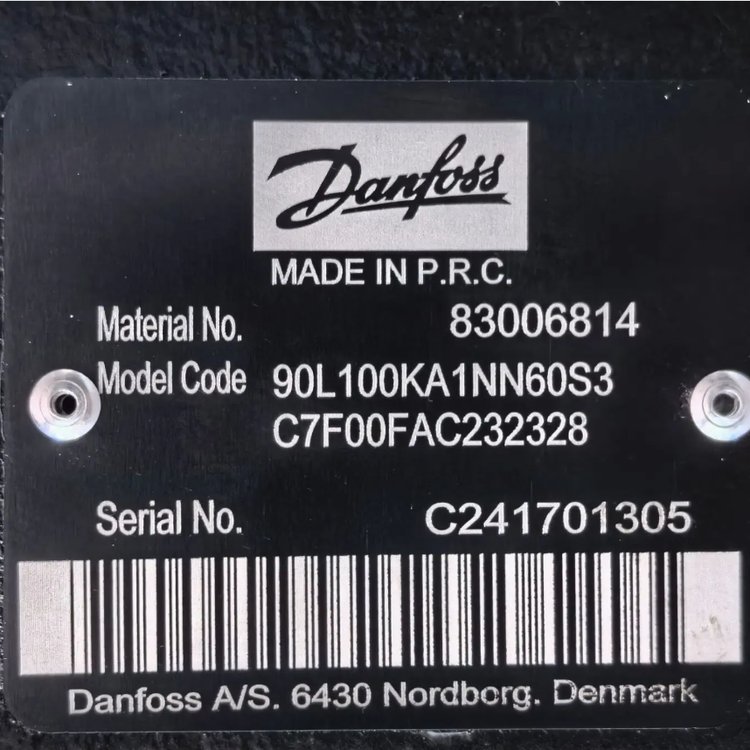 Danfoss
MADE IN P.R.C.
Material No. 83006814
Model Code 90L100KA1NN60S3
C7F00FAC232328
Serial No. C241701305
Danfoss A/S. 6430 Nordborg. Denmark